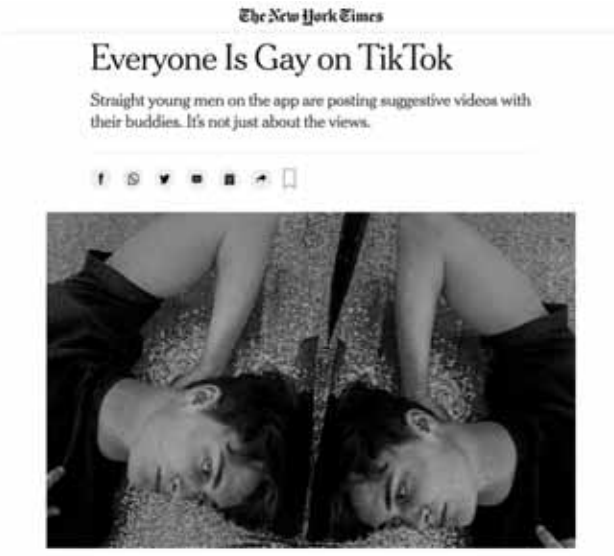 The New York Times
Everyone Is Gay on TikTok
Straight young men on the app are posting suggestive videos with
their buddies. It's not just about the views.